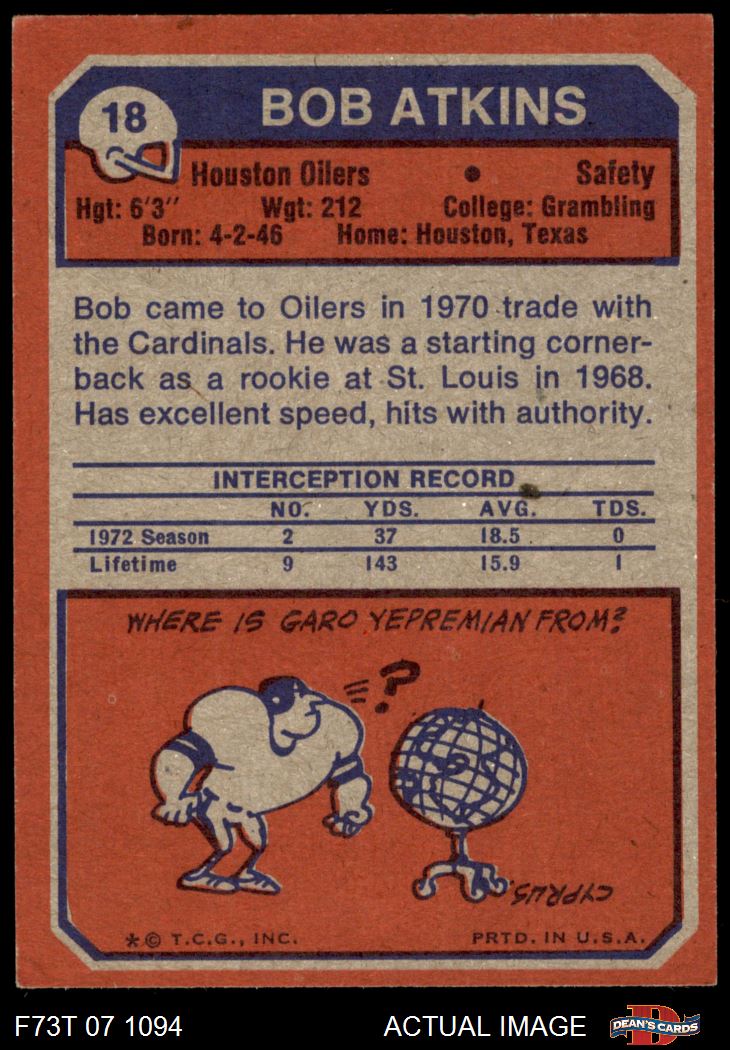 18
BOB ATKINS
Houston Oilers • Safety
Hgt: 6'3" Wgt: 212 College: Grambling
Born: 4-2-46 Home: Houston, Texas
Bob came to Oilers in 1970 trade with
the Cardinals. He was a starting corner-
back as a rookie at St. Louis in 1968.
Has excellent speed, hits with authority.
INTERCEPTION RECORD
NO. YDS. AVG. TDS.
1972 Season 2 37 18.5 0
Lifetime 9 143 15.9 1
WHERE IS GARO YEPREMIAN FROM?
?
CYPRUS.
*© T.C.G., INC. PRTD. IN U.S.A.
F73T 07 1094 ACTUAL IMAGE D DEAN'S CARDS